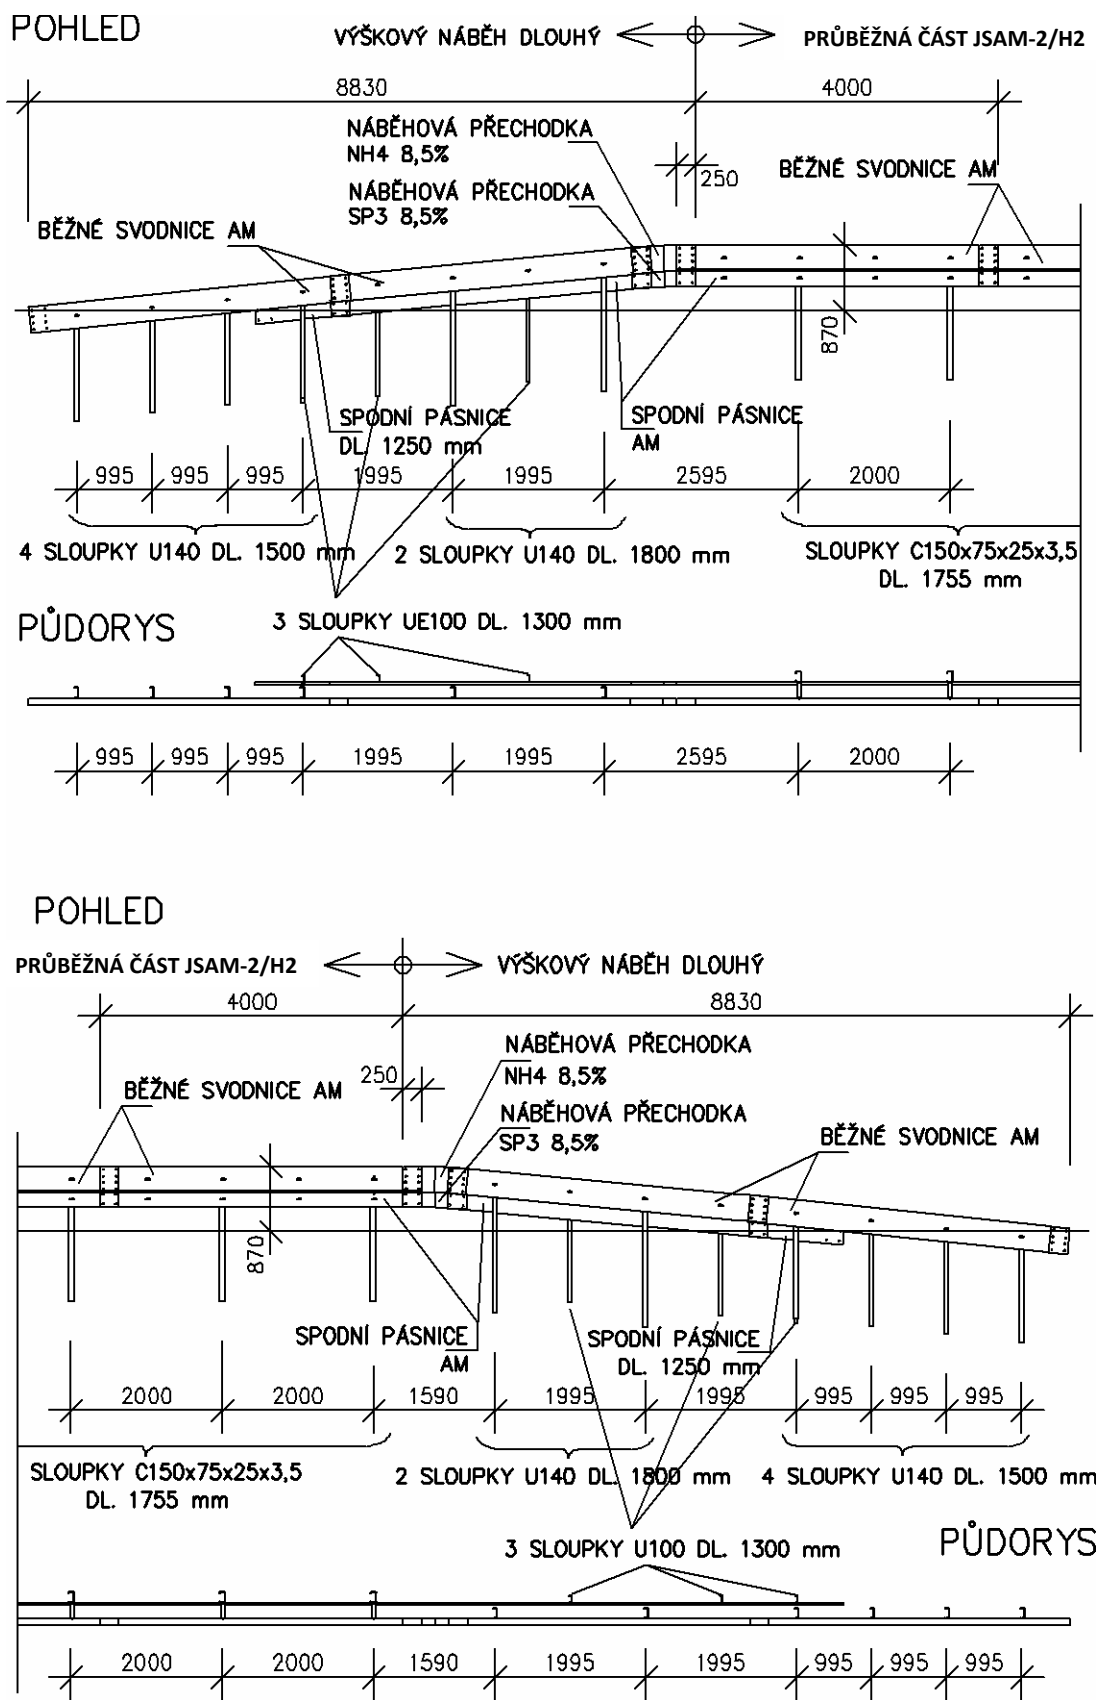 POHLED
VÝŠKOVÝ NÁBĚH DLOUHÝ
PRŮBĚŽNÁ ČÁST JSAM-2/H2
8830
4000
NÁBĚHOVÁ PŘECHODKA
NH4 8,5%
250
BĚŽNÉ SVODNICE AM
NÁBĚHOVÁ PŘECHODKA
SP3 8,5%
BĚŽNÉ SVODNICE AM
870
SPODNÍ PÁSNICE
DL. 1250 mm
SPODNÍ PÁSNICE
AM
995 995 995 1995 1995 2595 2000
4 SLOUPKY U140 DL. 1500 mm
2 SLOUPKY U140 DL. 1800 mm
SLOUPKY C150x75x25x3,5
DL. 1755 mm
PŮDORYS
3 SLOUPKY UE100 DL. 1300 mm
995 995 995 1995 1995 2595 2000
POHLED
PRŮBĚŽNÁ ČÁST JSAM-2/H2
VÝŠKOVÝ NÁBĚH DLOUHÝ
4000
8830
NÁBĚHOVÁ PŘECHODKA
NH4 8,5%
250
BĚŽNÉ SVODNICE AM
NÁBĚHOVÁ PŘECHODKA
SP3 8,5%
BĚŽNÉ SVODNICE AM
870
SPODNÍ PÁSNICE
AM
SPODNÍ PÁSNICE
DL. 1250 mm
2000 2000 1590 1995 1995 995 995 995
SLOUPKY C150x75x25x3,5
DL. 1755 mm
2 SLOUPKY U140 DL. 1800 mm
4 SLOUPKY U140 DL. 1500 mm
3 SLOUPKY U100 DL. 1300 mm
PŮDORYS
2000 2000 1590 1995 1995 995 995 995